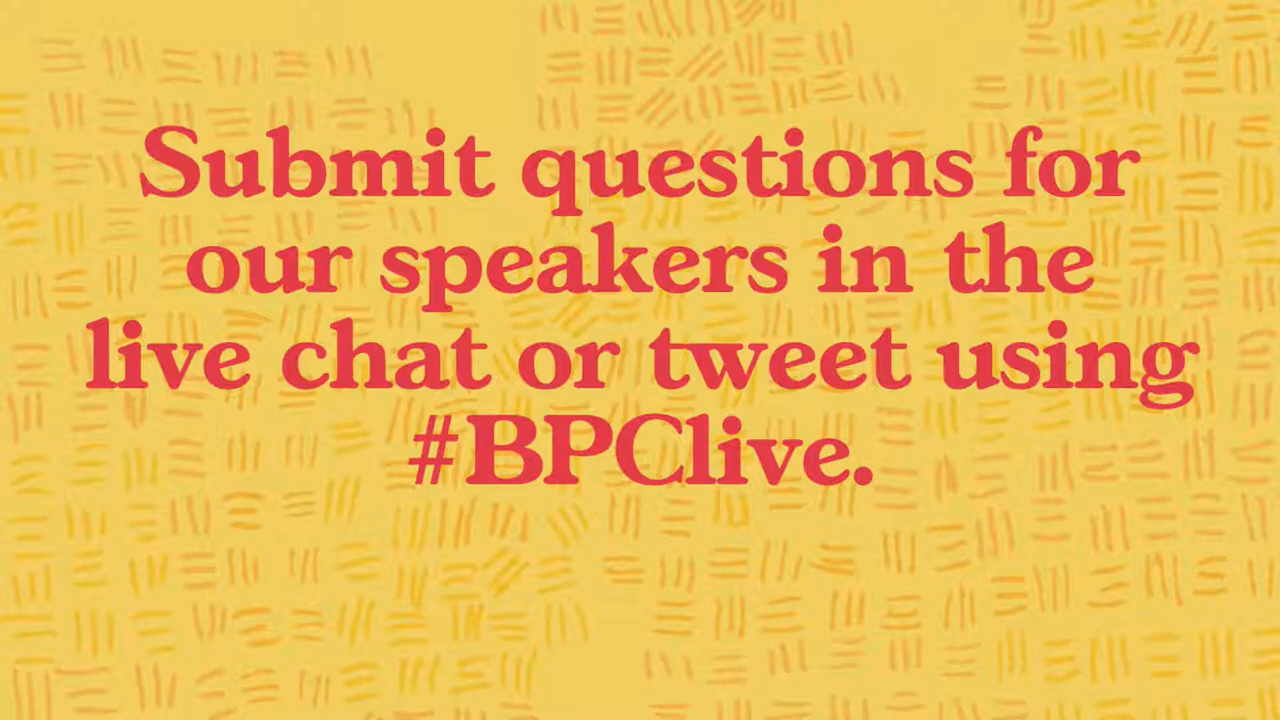 Submit questions for
our speakers in the
live chat or tweet using
#BPClive.